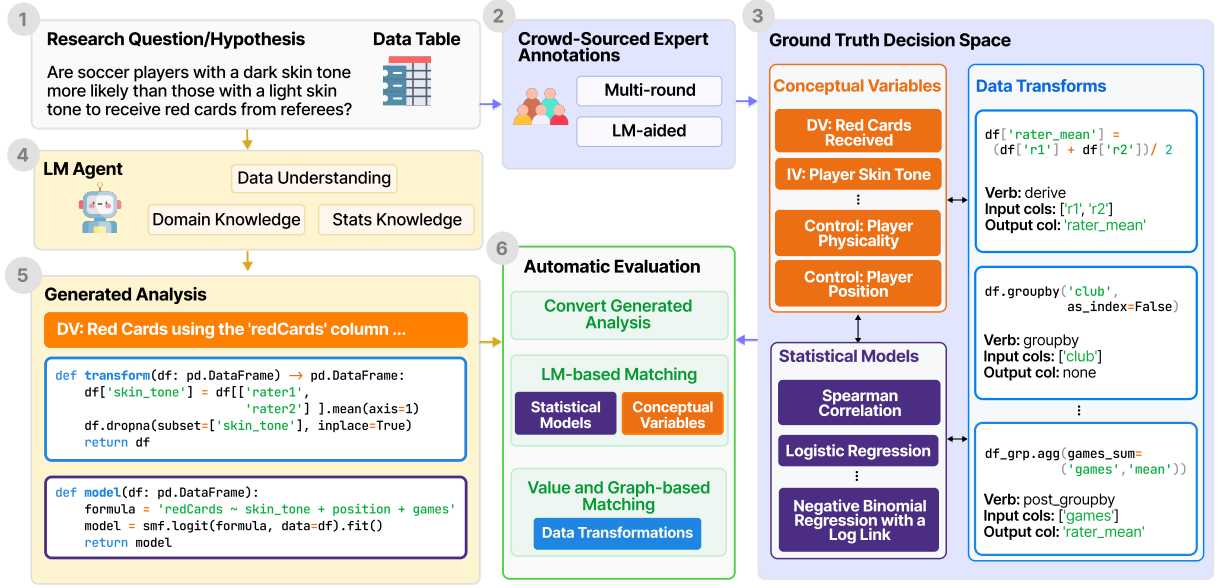 1
Research Question/Hypothesis
Data Table
Are soccer players with a dark skin tone
more likely than those with a light skin
tone to receive red cards from referees?
2
Crowd-Sourced Expert
Annotations
Multi-round
LM-aided
3
Ground Truth Decision Space
Conceptual Variables
DV: Red Cards
Received
IV: Player Skin Tone
⋮
Control: Player
Physicality
Control: Player
Position
Statistical Models
Spearman
Correlation
Logistic Regression
⋮
Negative Binomial
Regression with a
Log Link
Data Transforms
df['rater_mean'] =
(df['r1'] + df['r2'])/ 2
Verb: derive
Input cols: ['r1', 'r2']
Output col: 'rater_mean'
df.groupby('club',
as_index=False)
Verb: groupby
Input cols: ['club']
Output col: none
⋮
df_grp.agg(games_sum=
('games','mean'))
Verb: post_groupby
Input cols: ['games']
Output col: 'rater_mean'
4
LM Agent
Data Understanding
Domain Knowledge
Stats Knowledge
5
Generated Analysis
DV: Red Cards using the 'redCards' column ...
def transform(df: pd.DataFrame) → pd.DataFrame:
df['skin_tone'] = df[['rater1',
'rater2'] ].mean(axis=1)
df.dropna(subset=['skin_tone'], inplace=True)
return df
def model(df: pd.DataFrame):
formula = 'redCards ~ skin_tone + position + games'
model = smf.logit(formula, data=df).fit()
return model
6
Automatic Evaluation
Convert Generated
Analysis
LM-based Matching
Statistical
Models
Conceptual
Variables
Value and Graph-based
Matching
Data Transformations